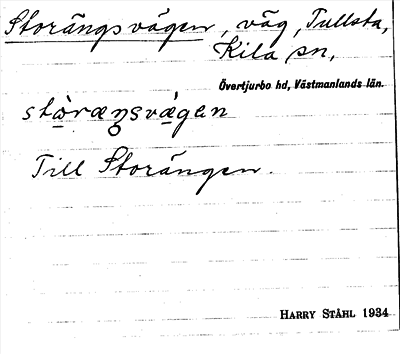 Storängsvägen, väg, Tullsta,
Kila sn,
Övertjurbo hd, Västmanlands län.
Till Storängen.
HARRY STÅHL 1934